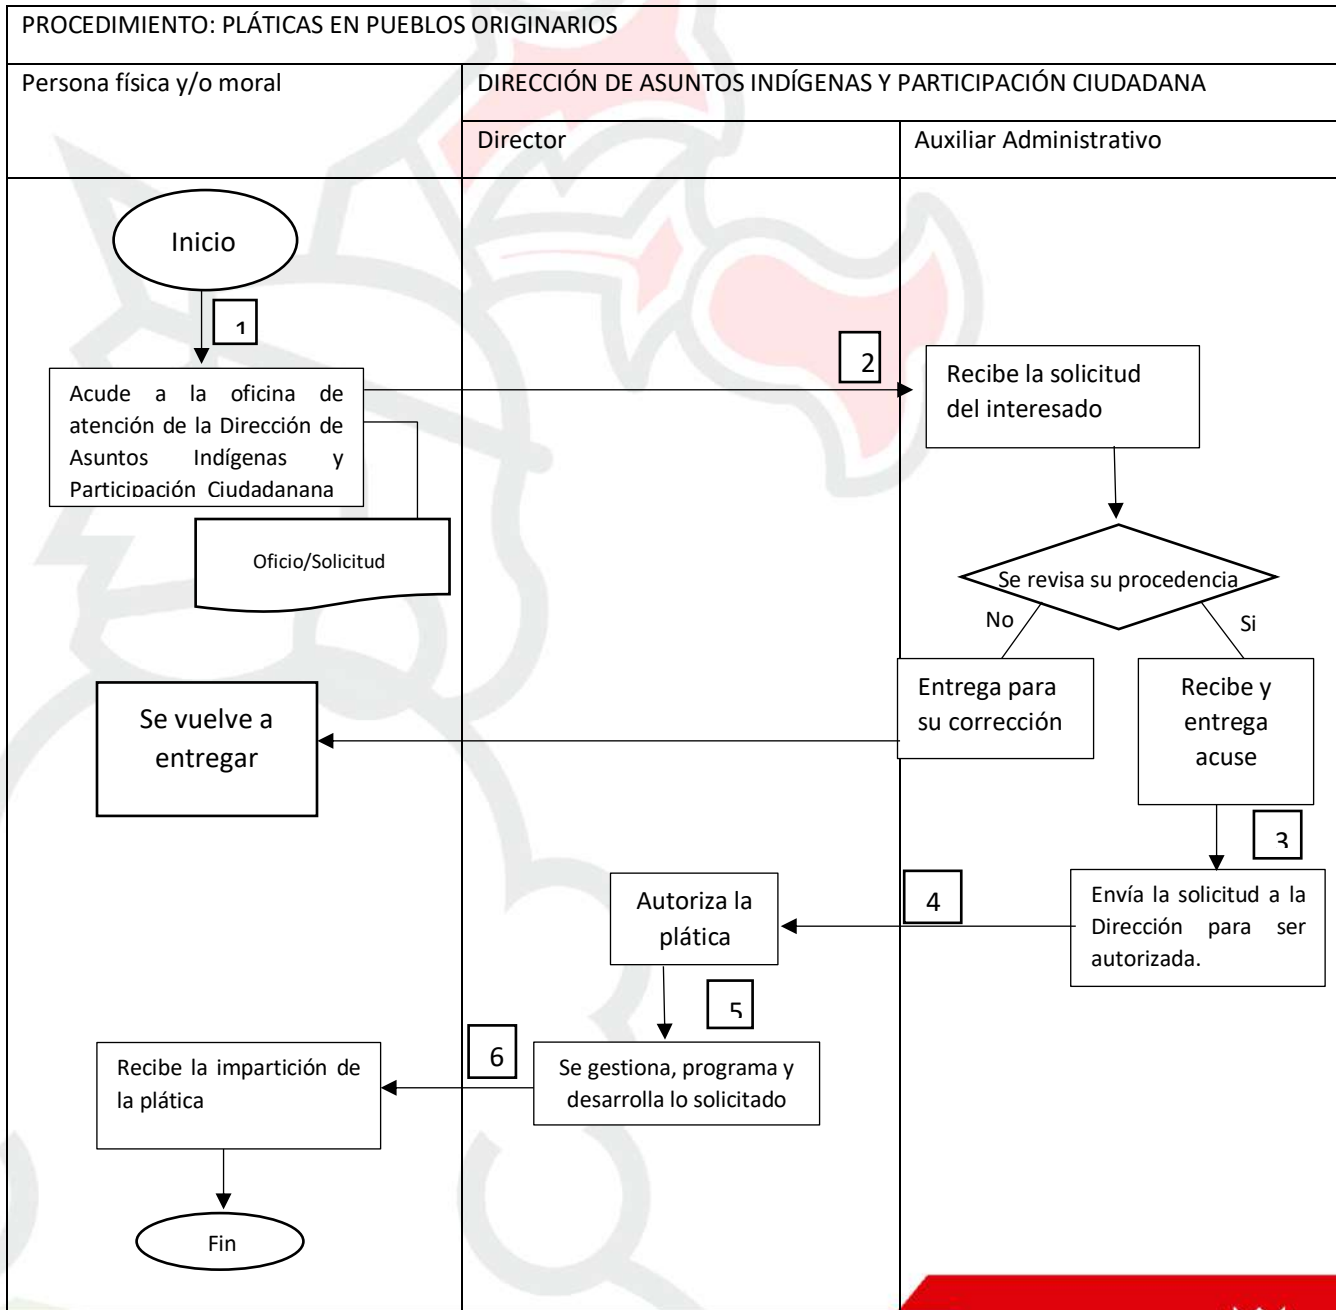 PROCEDIMIENTO: PLÁTICAS EN PUEBLOS ORIGINARIOS
Persona física y/o moral
DIRECCIÓN DE ASUNTOS INDÍGENAS Y PARTICIPACIÓN CIUDADANA
Director
Auxiliar Administrativo
Inicio
1
Acude a la oficina de
atención de la Dirección de
Asuntos Indígenas y
Participación Ciudadanana
Oficio/Solicitud
2
Recibe la solicitud
del interesado
Se revisa su procedencia
No
Si
Entrega para
su corrección
Recibe y
entrega
acuse
Se vuelve a
entregar
3
Envía la solicitud a la
Dirección para ser
autorizada.
4
Autoriza la
plática
5
Se gestiona, programa y
desarrolla lo solicitado
6
Recibe la impartición de
la plática
Fin